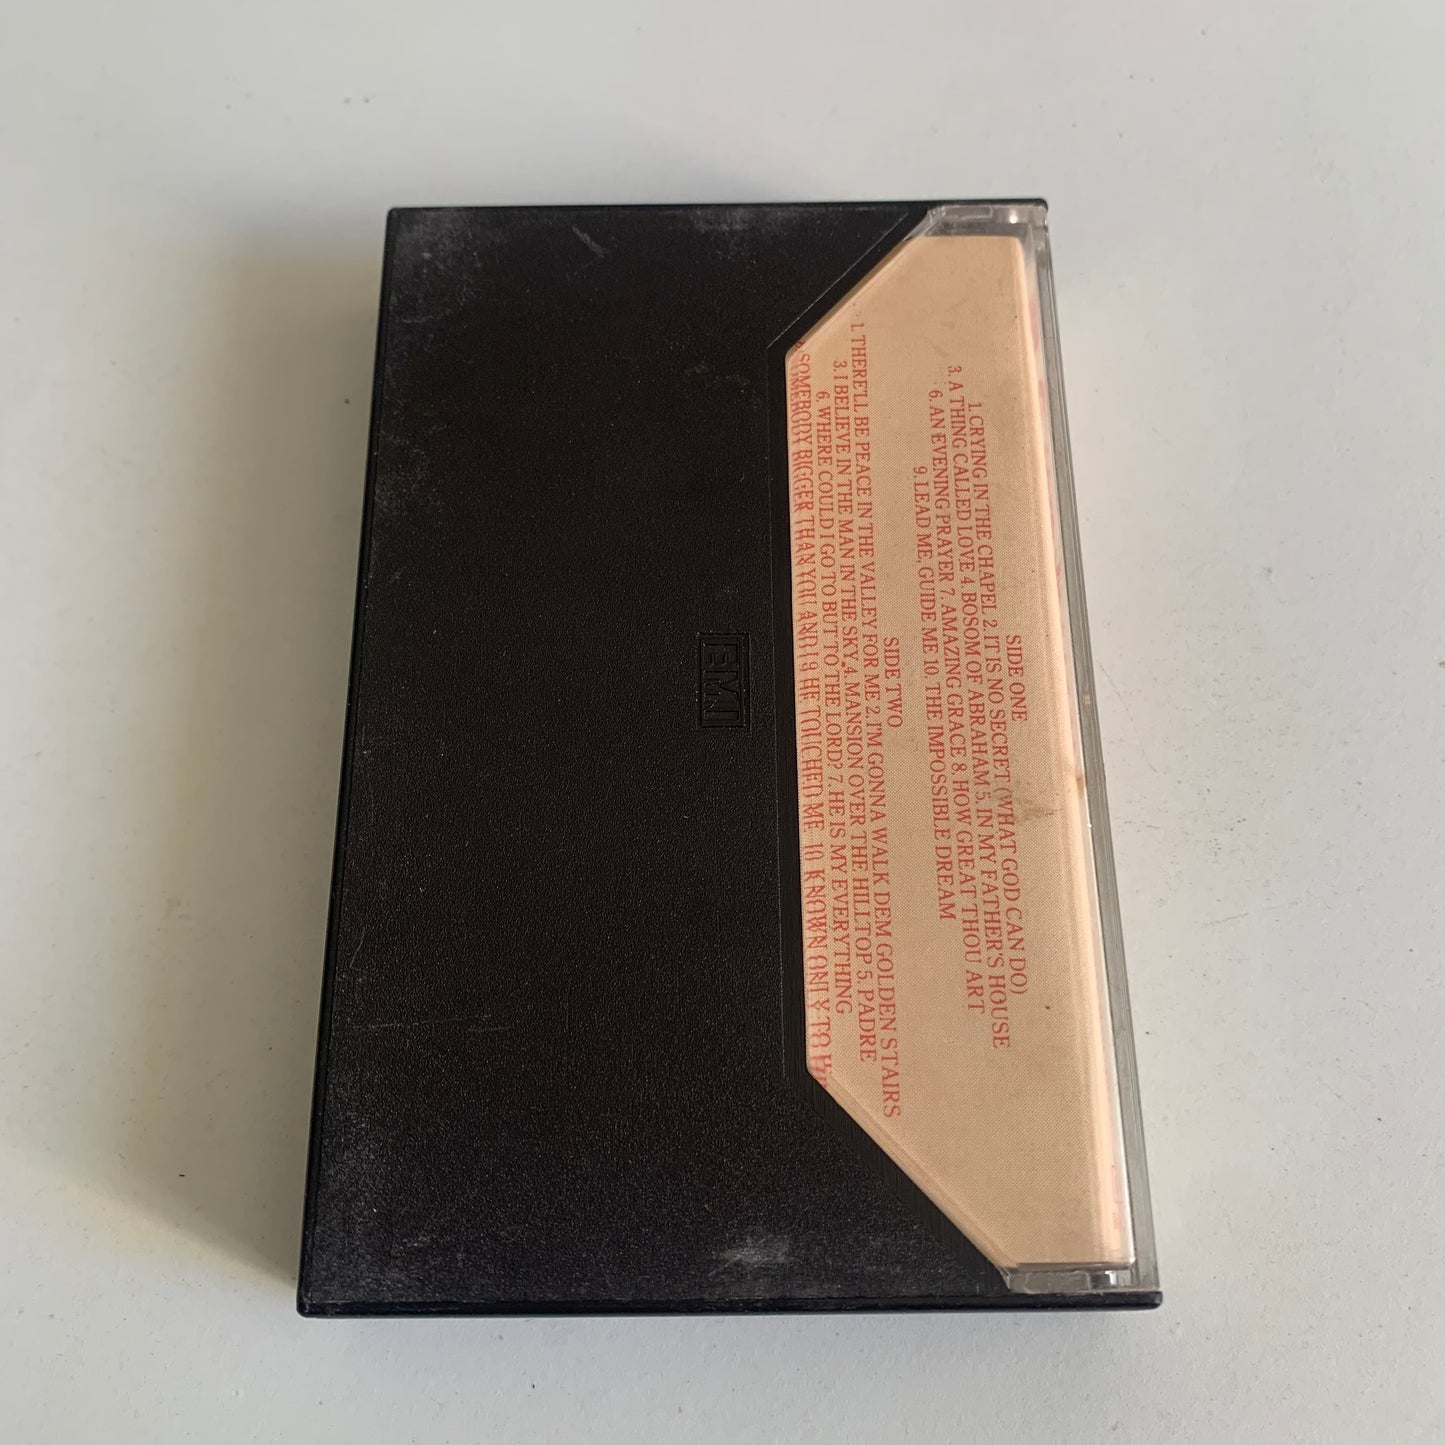 SIDE ONE
1. CRYING IN THE CHAPEL 2. IT IS NO SECRET (WHAT GOD CAN DO)
3. A THING CALLED LOVE 4. BOSOM OF ABRAHAM 5. IN MY FATHER'S HOUSE
6. AN EVENING PRAYER 7. AMAZING GRACE 8. HOW GREAT THOU ART
9. LEAD ME, GUIDE ME 10. THE IMPOSSIBLE DREAM
SIDE TWO
1. THERE'LL BE PEACE IN THE VALLEY FOR ME 2. I'M GONNA WALK DEM GOLDEN STAIRS
3. I BELIEVE IN THE MAN IN THE SKY 4. MANSION OVER THE HILLTOP 5. PADRE
6. WHERE COULD I GO TO BUT TO THE LORD? 7. HE IS MY EVERYTHING
SOMEBODY BIGGER THAN YOU AND I 9 HE TOUCHED ME 10 KNOWN ONLY TO
EMI